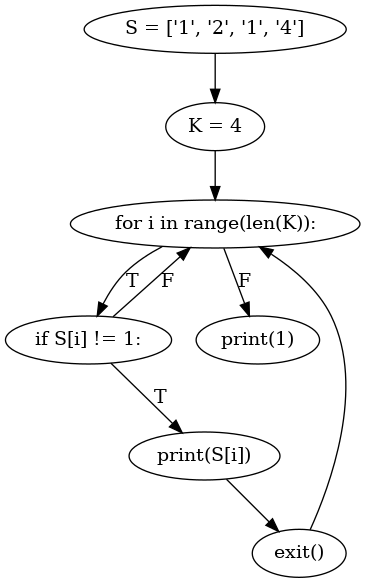 S = ['1', '2', '1', '4']
K = 4
for i in range(len(K)):
T
F
F
if S[i] != 1:
print(1)
T
print(S[i])
exit()